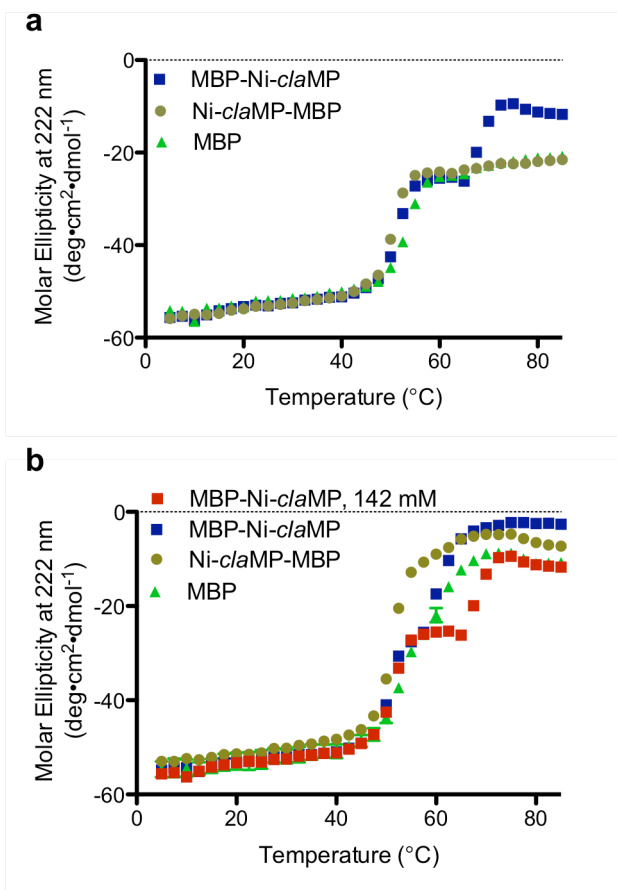 a
0
MBP-Ni-claMP
Ni-claMP-MBP
MBP
-20
-40
-60
0
20
40
60
80
Molar Ellipticity at 222 nm
(deg•cm²•dmol⁻¹)
Temperature (°C)
b
MBP-Ni-claMP, 142 mM
0
MBP-Ni-claMP
Ni-claMP-MBP
MBP
-20
-40
-60
0
20
40
60
80
Molar Ellipticity at 222 nm
(deg•cm²•dmol⁻¹)
Temperature (°C)